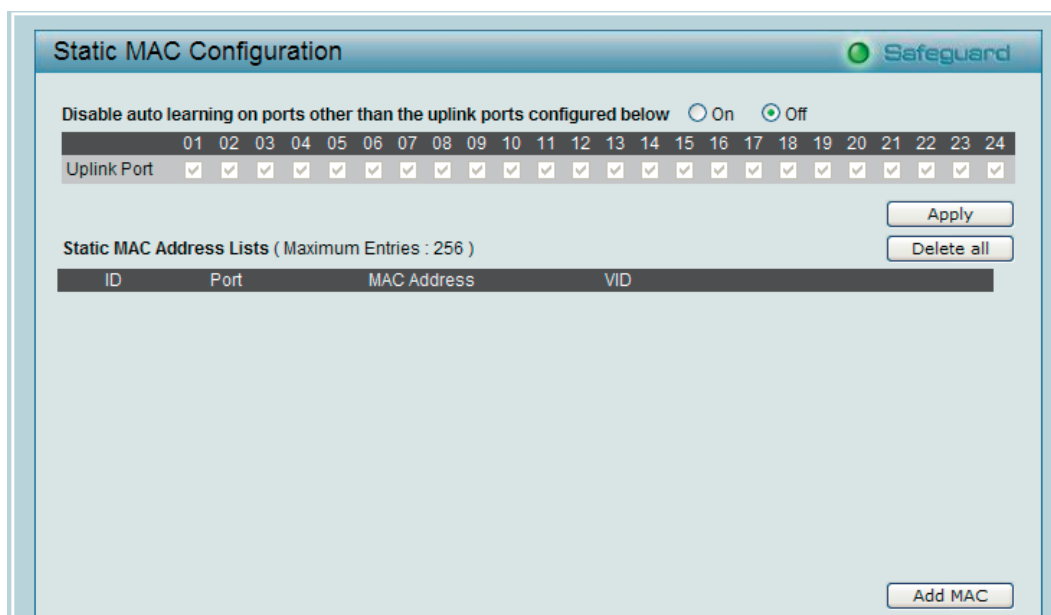 Static MAC Configuration Safeguard
Disable auto learning on ports other than the uplink ports configured below On Off
01 02 03 04 05 06 07 08 09 10 11 12 13 14 15 16 17 18 19 20 21 22 23 24
Uplink Port
Apply
Static MAC Address Lists ( Maximum Entries : 256 ) Delete all
ID Port MAC Address VID
Add MAC